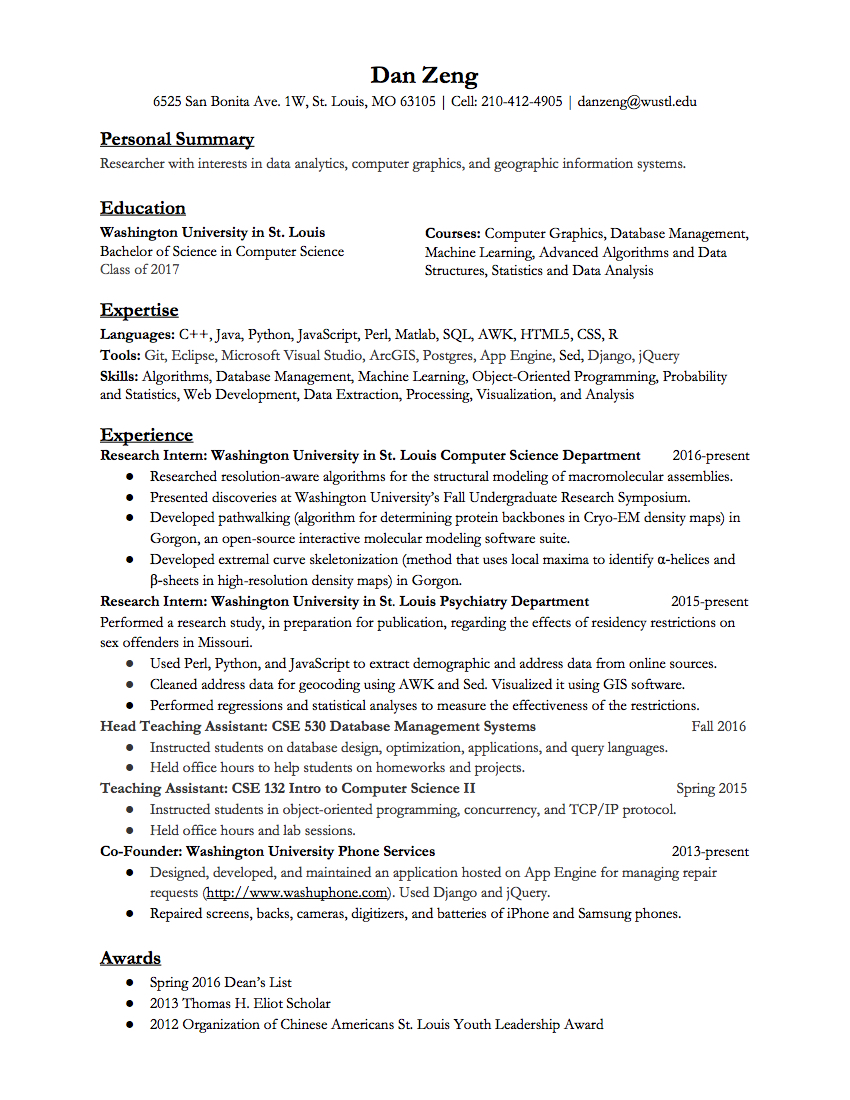 Dan Zeng
6525 San Bonita Ave. 1W, St. Louis, MO 63105 | Cell: 210-412-4905 | danzeng@wustl.edu
Personal Summary
Researcher with interests in data analytics, computer graphics, and geographic information systems.
Education
Washington University in St. Louis
Bachelor of Science in Computer Science
Class of 2017
Courses: Computer Graphics, Database Management,
Machine Learning, Advanced Algorithms and Data
Structures, Statistics and Data Analysis
Expertise
Languages: C++, Java, Python, JavaScript, Perl, Matlab, SQL, AWK, HTML5, CSS, R
Tools: Git, Eclipse, Microsoft Visual Studio, ArcGIS, Postgres, App Engine, Sed, Django, jQuery
Skills: Algorithms, Database Management, Machine Learning, Object-Oriented Programming, Probability
and Statistics, Web Development, Data Extraction, Processing, Visualization, and Analysis
Experience
Research Intern: Washington University in St. Louis Computer Science Department 2016-present
● Researched resolution-aware algorithms for the structural modeling of macromolecular assemblies.
● Presented discoveries at Washington University’s Fall Undergraduate Research Symposium.
● Developed pathwalking (algorithm for determining protein backbones in Cryo-EM density maps) in
Gorgon, an open-source interactive molecular modeling software suite.
● Developed extremal curve skeletonization (method that uses local maxima to identify α-helices and
β-sheets in high-resolution density maps) in Gorgon.
Research Intern: Washington University in St. Louis Psychiatry Department 2015-present
Performed a research study, in preparation for publication, regarding the effects of residency restrictions on
sex offenders in Missouri.
● Used Perl, Python, and JavaScript to extract demographic and address data from online sources.
● Cleaned address data for geocoding using AWK and Sed. Visualized it using GIS software.
● Performed regressions and statistical analyses to measure the effectiveness of the restrictions.
Head Teaching Assistant: CSE 530 Database Management Systems Fall 2016
● Instructed students on database design, optimization, applications, and query languages.
● Held office hours to help students on homeworks and projects.
Teaching Assistant: CSE 132 Intro to Computer Science II Spring 2015
● Instructed students in object-oriented programming, concurrency, and TCP/IP protocol.
● Held office hours and lab sessions.
Co-Founder: Washington University Phone Services 2013-present
● Designed, developed, and maintained an application hosted on App Engine for managing repair
requests (http://www.washuphone.com). Used Django and jQuery.
● Repaired screens, backs, cameras, digitizers, and batteries of iPhone and Samsung phones.
Awards
● Spring 2016 Dean’s List
● 2013 Thomas H. Eliot Scholar
● 2012 Organization of Chinese Americans St. Louis Youth Leadership Award